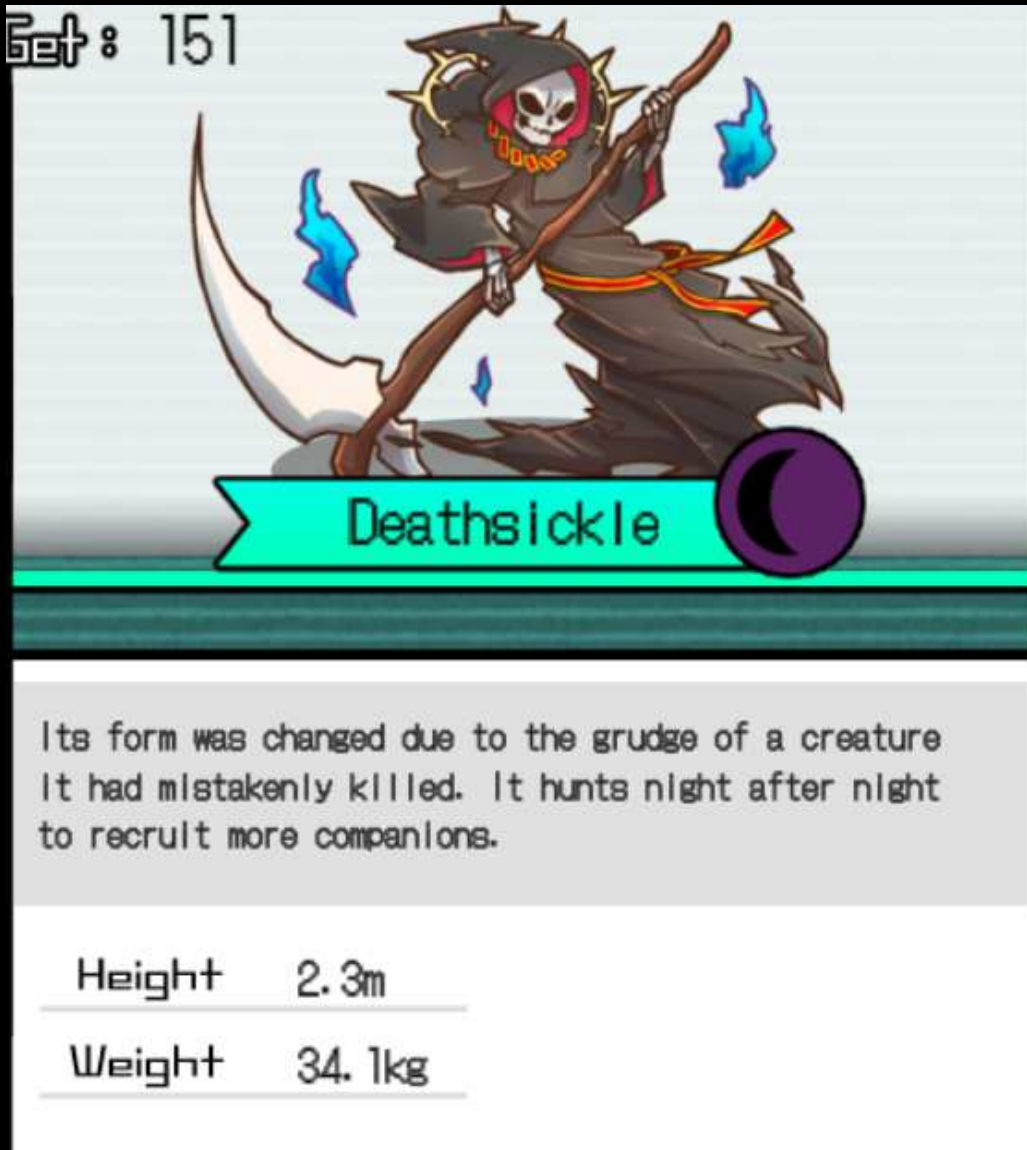 Get: 151
Deathsickle
Its form was changed due to the grudge of a creature
it had mistakenly killed. It hunts night after night
to recruit more companions.
Height 2.3m
Weight 34.1kg